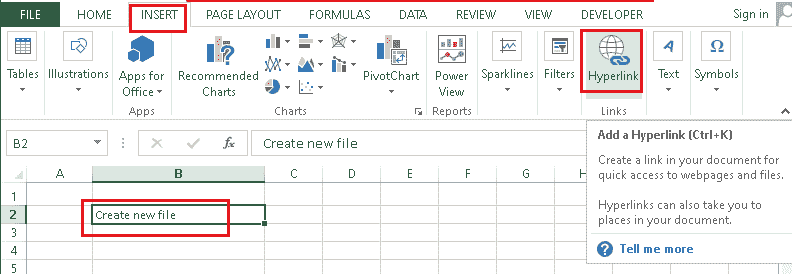 FILE HOME INSERT PAGE LAYOUT FORMULAS DATA REVIEW VIEW DEVELOPER Sign in
Tables Illustrations Apps for Office Recommended Charts PivotChart Power View Sparklines Filters Hyperlink Text Symbols
Apps Charts Reports Links
B2 fx Create new file
Add a Hyperlink (Ctrl+K)
A B C D E F G H
Create a link in your document for
1
quick access to webpages and files.
2 Create new file
Hyperlinks can also take you to
3
places in your document.
4
Tell me more
5